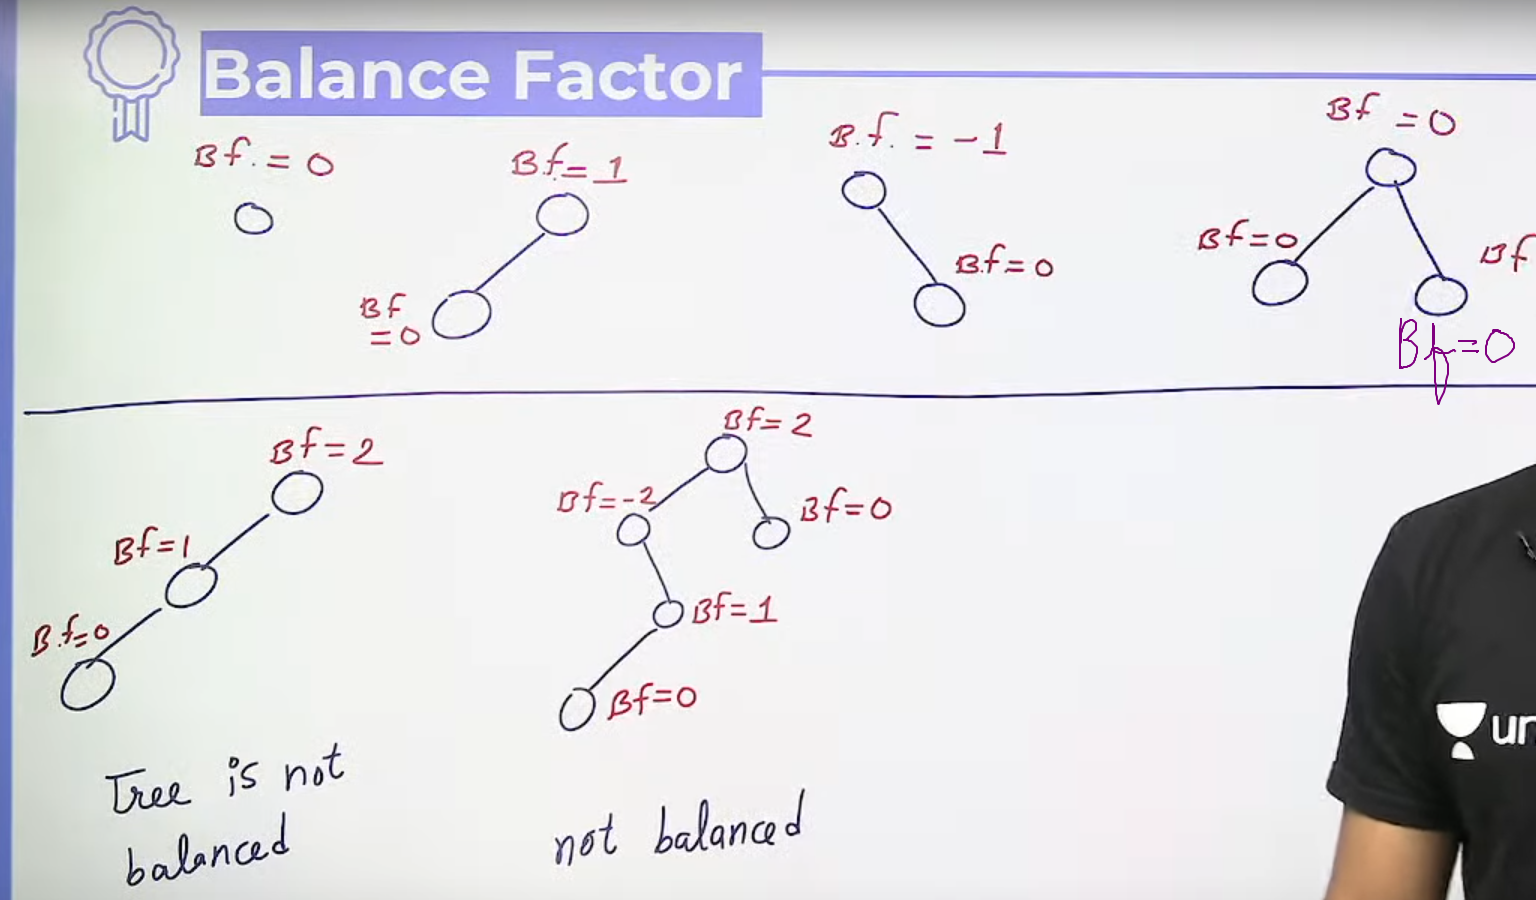 Balance Factor
Bf. = 0
Bf = 1
Bf
= 0
B.f. = -1
B.f = 0
Bf = 0
Bf = 0
Bf
Bf = 0
Bf = 2
Bf = 1
B.f = 0
Tree is not
balanced
Bf = 2
Bf = -2
Bf = 0
Bf = 1
Bf = 0
not balanced
un